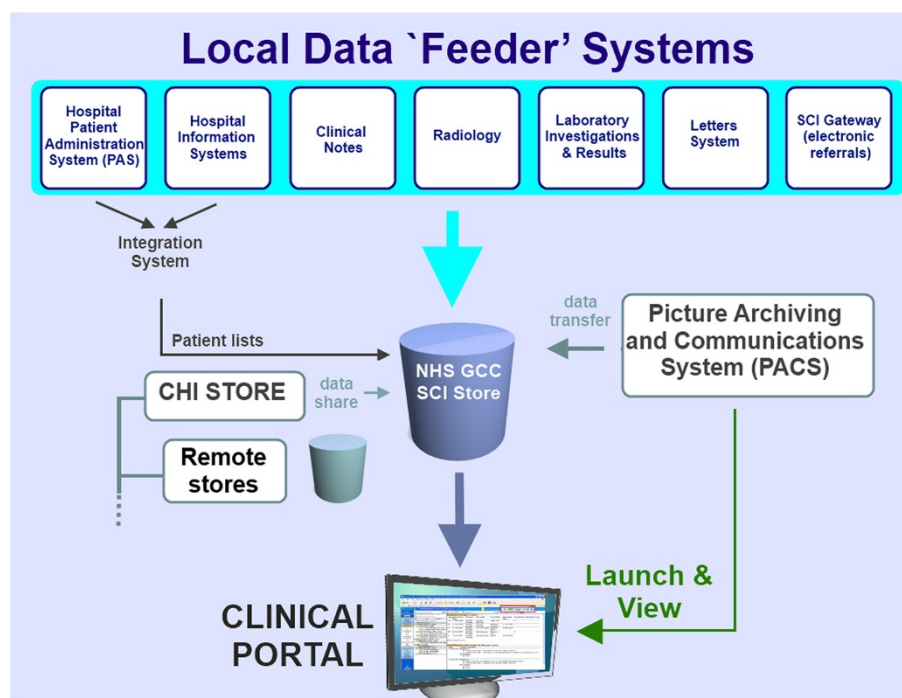 Local Data `Feeder' Systems
Hospital
Patient
Administration
System (PAS)
Hospital
Information
Systems
Clinical
Notes
Radiology
Laboratory
Investigations
& Results
Letters
System
SCI Gateway
(electronic
referrals)
Integration
System
Patient lists
data
transfer
Picture Archiving
and Communications
System (PACS)
NHS GCC
SCI Store
CHI STORE
data
share
Remote
stores
Launch &
View
CLINICAL
PORTAL